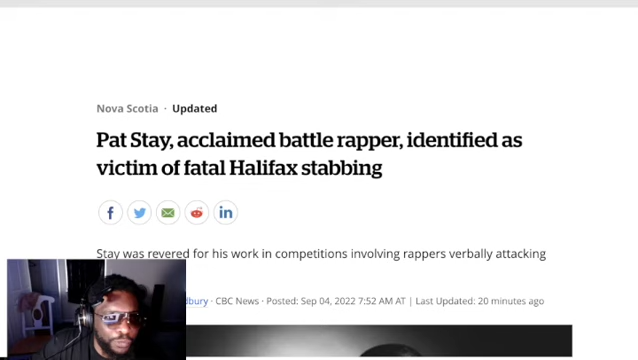 Nova Scotia · Updated
Pat Stay, acclaimed battle rapper, identified as
victim of fatal Halifax stabbing
Stay was revered for his work in competitions involving rappers verbally attacking
· CBC News · Posted: Sep 04, 2022 7:52 AM AT | Last Updated: 20 minutes ago